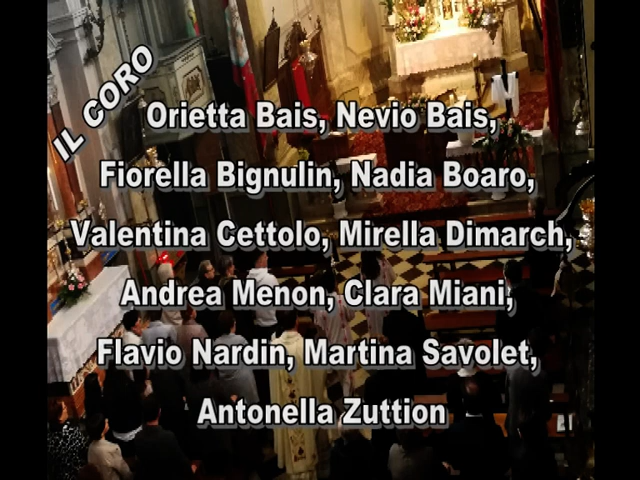 IL CORO
Orietta Bais, Nevio Bais,
Fiorella Bignulin, Nadia Boaro,
Valentina Cettolo, Mirella Dimarch,
Andrea Menon, Clara Miani,
Flavio Nardin, Martina Savolet,
Antonella Zuttion